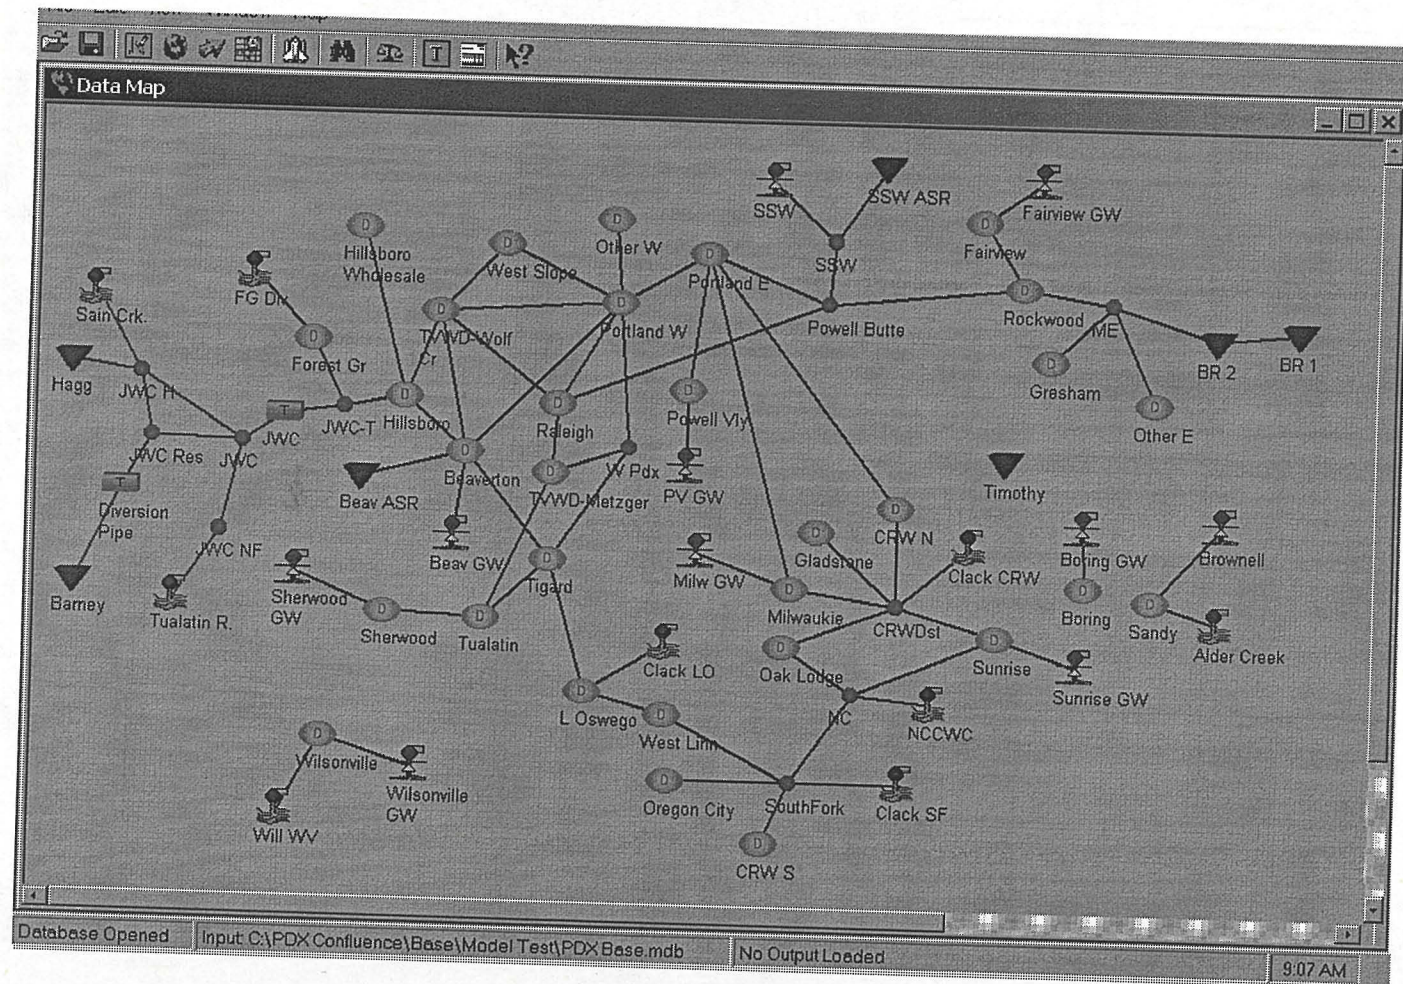 Data Map
SSW
SSW ASR
Fairview GW
Hillsboro
Wholesale
West Slope
Other W
Portland E
SSW
Fairview
FG Div
Sain Crk.
TVWD-Wolf
Cr
Portland W
Powell Butte
Rockwood
ME
Forest Gr
Hagg
JWC H
BR 2
BR 1
Gresham
JWC
JWC-T
Hillsboro
Raleigh
Powell Vly
Other E
JWC Res
JWC
Beaverton
W Pdx
Beav ASR
TVWD-Metzger
PV GW
Timothy
Diversion
Pipe
JWC NF
Beav GW
Tigard
Milw GW
Gladstone
CRW N
Clack CRW
Boring GW
Brownell
Barney
Tualatin R.
Sherwood
GW
Sherwood
Tualatin
Milwaukie
CRWDst
Boring
Sandy
Alder Creek
Clack LO
Oak Lodge
Sunrise
Sunrise GW
L Oswego
West Linn
NC
NCCWC
Wilsonville
Wilsonville
GW
Will WV
Oregon City
SouthFork
Clack SF
CRW S
Database Opened
Input: C:\PDX Confluence\Base\Model Test\PDX Base.mdb
No Output Loaded
9:07 AM